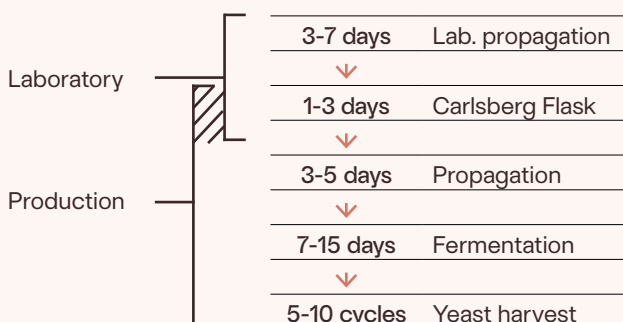 3-7 days Lab. propagation
Laboratory
1-3 days Carlsberg Flask
3-5 days Propagation
Production
7-15 days Fermentation
5-10 cycles Yeast harvest